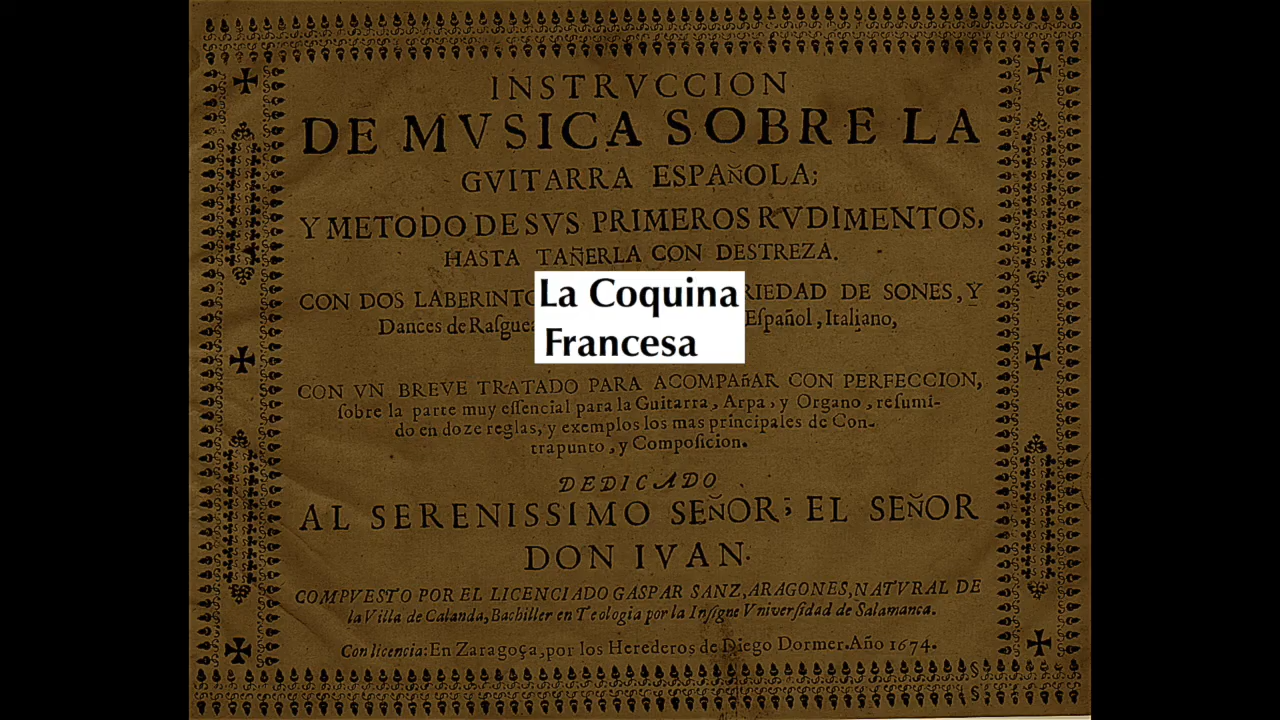 INSTRVCCION
DE MVSICA SOBRE LA
GVITARRA ESPAÑOLA;
Y METODO DE SVS PRIMEROS RVDIMENTOS,
HASTA TAÑERLA CON DESTREZA.
CON DOS LABERINTO RIEDAD DE SONES, Y
Dances de Rasguea Español, Italiano,
La Coquina
Francesa
CON VN BREVE TRATADO PARA ACOMPAñAR CON PERFECCION,
sobre la parte muy essencial para la Guitarra, Arpa, y Organo, resumi-
do en doze reglas, y exemplos los mas principales de Con-
trapunto, y Composicion.
DEDICADO
AL SERENISSIMO SEÑOR; EL SEÑOR
DON IVAN.
COMPVESTO POR EL LICENCIADO GASPAR SANZ, ARAGONES, NATVRAL DE
la Villa de Calanda, Bachiller en Teologia por la Insigne Vniversidad de Salamanca.
Con licencia: En Zaragoça, por los Herederos de Diego Dormer. Año 1674.